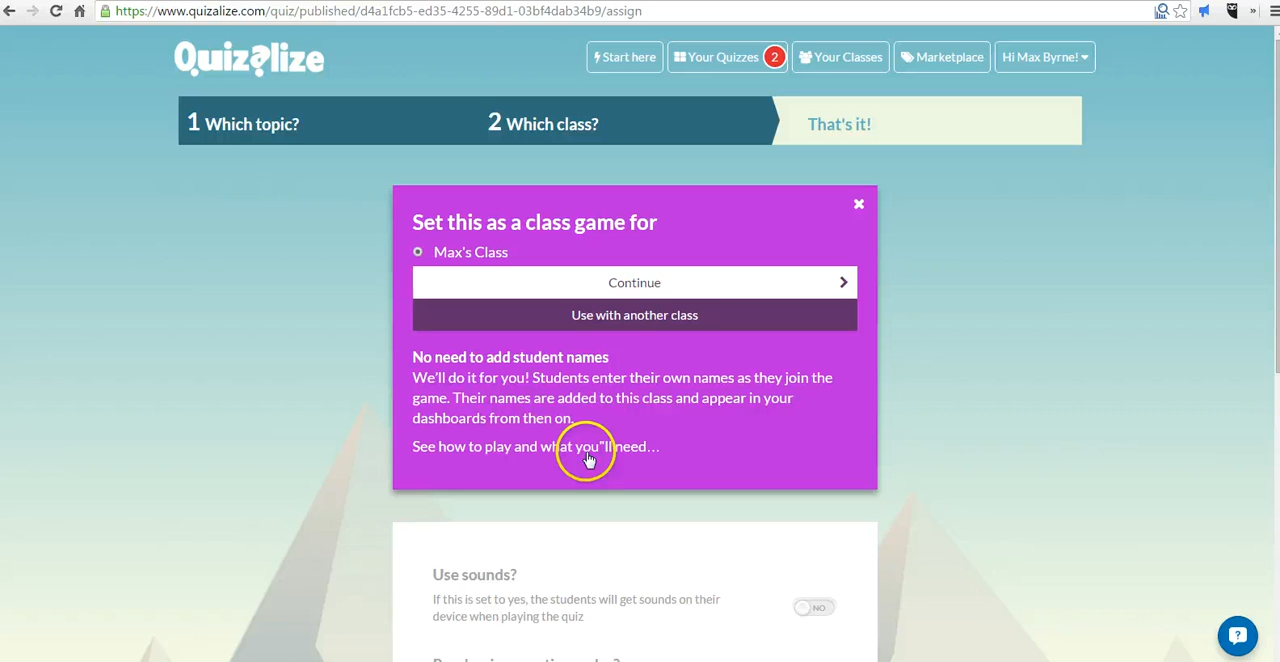 https://www.quizalize.com/quiz/published/d4a1fcb5-ed35-4255-89d1-03bf4dab34b9/assign
Quizalize
Start here
Your Quizzes 2
Your Classes
Marketplace
Hi Max Byrne!
1 Which topic?
2 Which class?
That's it!
Set this as a class game for
Max's Class
Continue
Use with another class
No need to add student names
We'll do it for you! Students enter their own names as they join the
game. Their names are added to this class and appear in your
dashboards from then on.
See how to play and what you"ll need…
Use sounds?
If this is set to yes, the students will get sounds on their
device when playing the quiz
NO